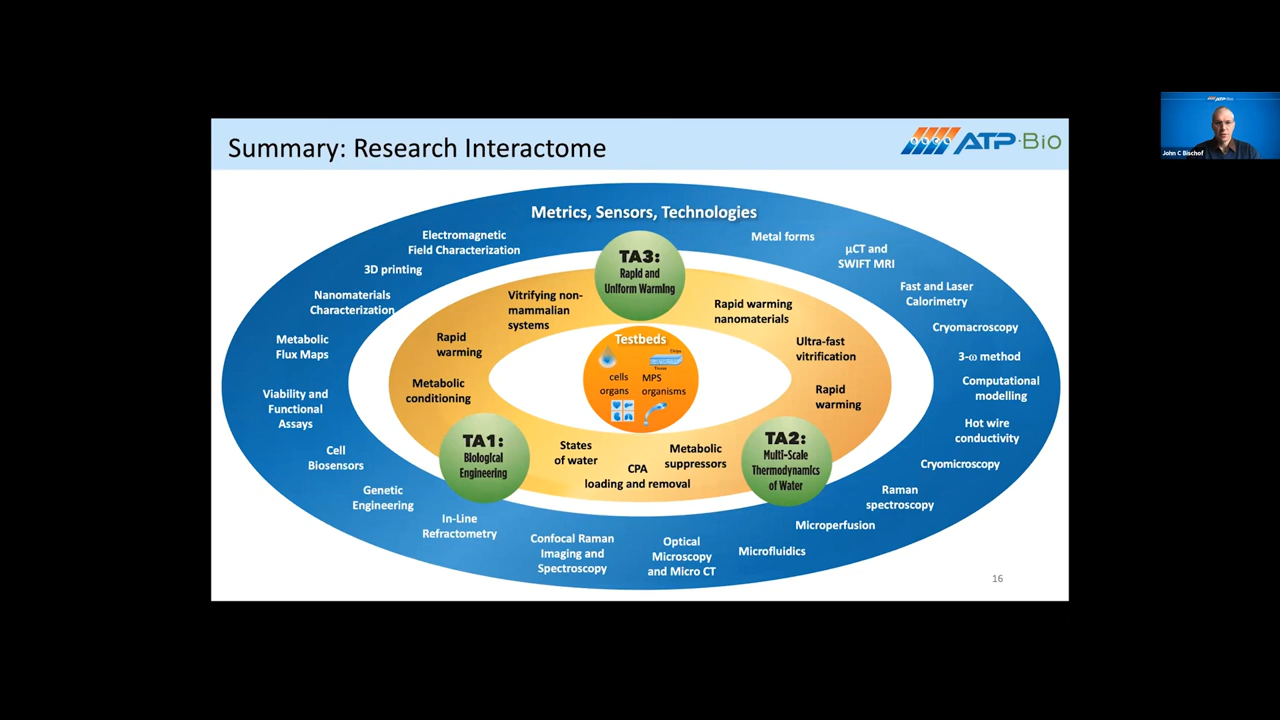 Summary: Research Interactome
ATP·Bio
ATP-Bio
John C Bischof
Metrics, Sensors, Technologies
Electromagnetic
Field Characterization
3D printing
Nanomaterials
Characterization
Metabolic
Flux Maps
Viability and
Functional
Assays
Cell
Biosensors
Genetic
Engineering
In-Line
Refractometry
Confocal Raman
Imaging and
Spectroscopy
Optical
Microscopy
and Micro CT
Microfluidics
Microperfusion
Raman
spectroscopy
Cryomicroscopy
Hot wire
conductivity
Computational
modelling
3-ω method
Cryomacroscopy
Fast and Laser
Calorimetry
μCT and
SWIFT MRI
Metal forms
TA3:
Rapid and
Uniform Warming
Vitrifying non-
mammalian
systems
Rapid
warming
Metabolic
conditioning
TA1:
Biological
Engineering
States
of water
CPA
loading and removal
Metabolic
suppressors
TA2:
Multi-Scale
Thermodynamics
of Water
Rapid
warming
Ultra-fast
vitrification
Rapid warming
nanomaterials
Testbeds
Chips
Tissue
cells
MPS
organs
organisms
16